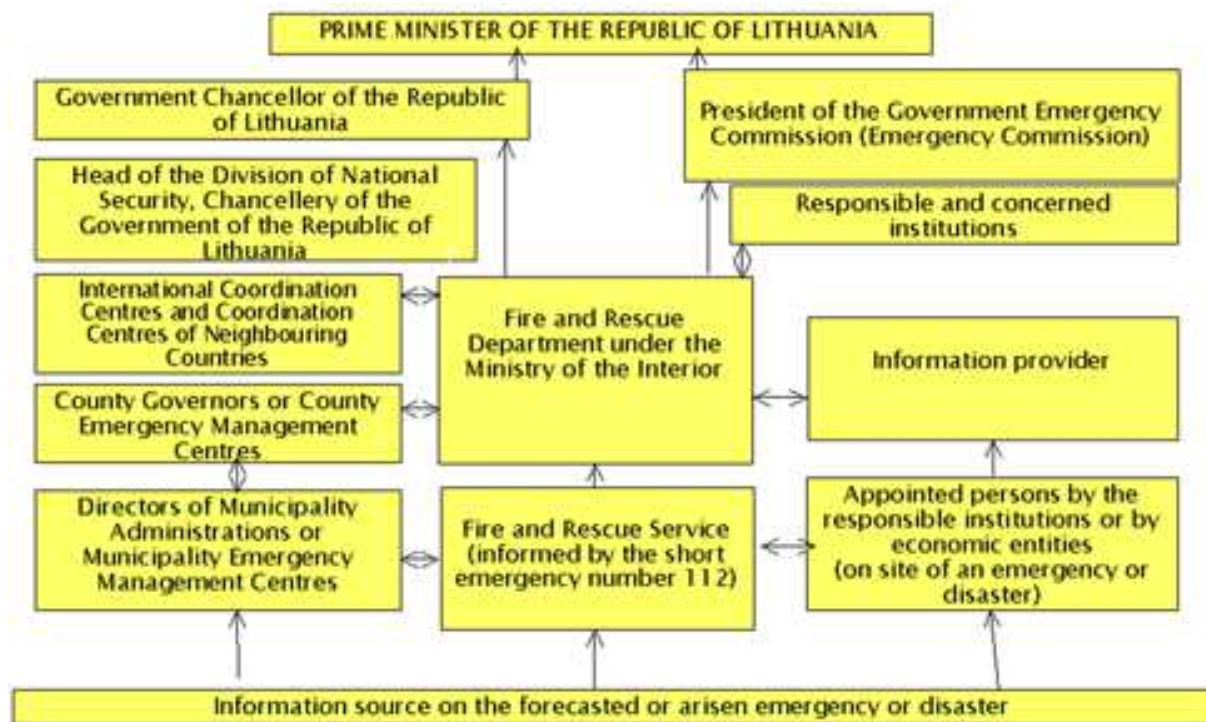 PRIME MINISTER OF THE REPUBLIC OF LITHUANIA
Government Chancellor of the Republic
of Lithuania
President of the Government Emergency
Commission (Emergency Commission)
Head of the Division of National
Security, Chancellery of the
Government of the Republic of
Lithuania
Responsible and concerned
institutions
International Coordination
Centres and Coordination
Centres of Neighbouring
Countries
Fire and Rescue
Department under the
Ministry of the Interior
Information provider
County Governors or County
Emergency Management
Centres
Directors of Municipality
Administrations or
Municipality Emergency
Management Centres
Fire and Rescue Service
(informed by the short
emergency number 112)
Appointed persons by the
responsible institutions or by
economic entities
(on site of an emergency or
disaster)
Information source on the forecasted or arisen emergency or disaster